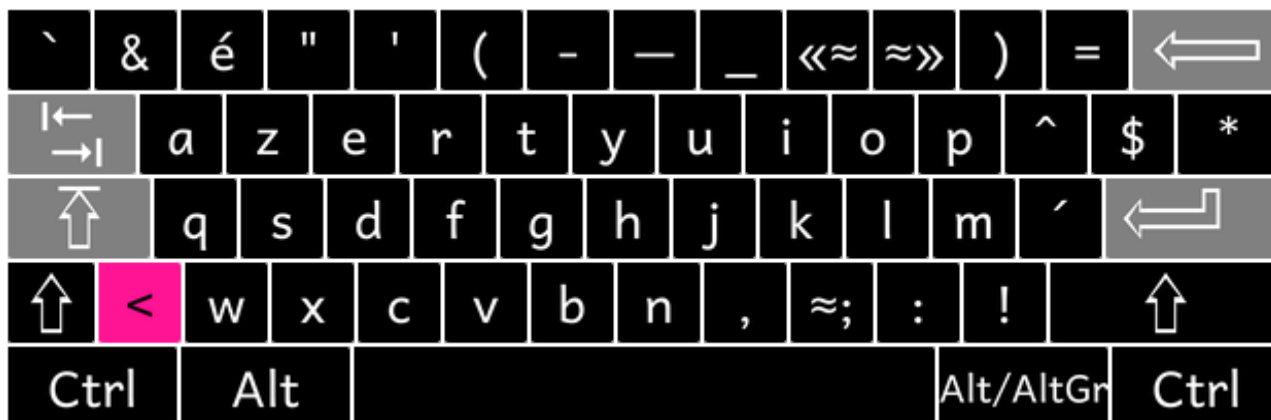 ` & é " ' ( - — _ «≈ ≈» ) =
a z e r t y u i o p ^ $ *
q s d f g h j k l m ´
< w x c v b n , ≈; : !
Ctrl Alt Alt/AltGr Ctrl